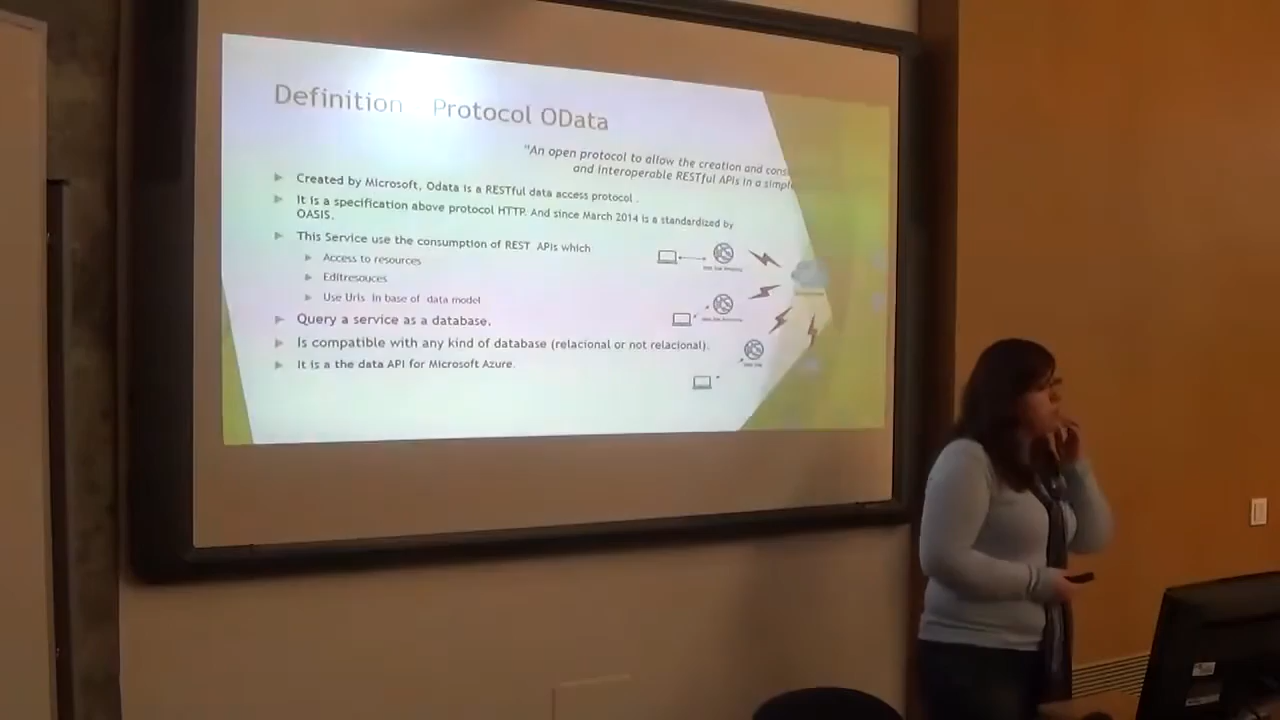 Definition Protocol OData
"An open protocol to allow the creation and
and interoperable RESTful APIs in a
Created by Microsoft, Odata is a RESTful data access protocol .
It is a specification above protocol HTTP. And since March 2014 is a standardized by
OASIS.
This Service use the consumption of REST APIs which
Access to resources
Editresouces
Use Uris in base of data model
Query a service as a database.
Is compatible with any kind of database (relacional or not relacional).
It is a the data API for Microsoft Azure.